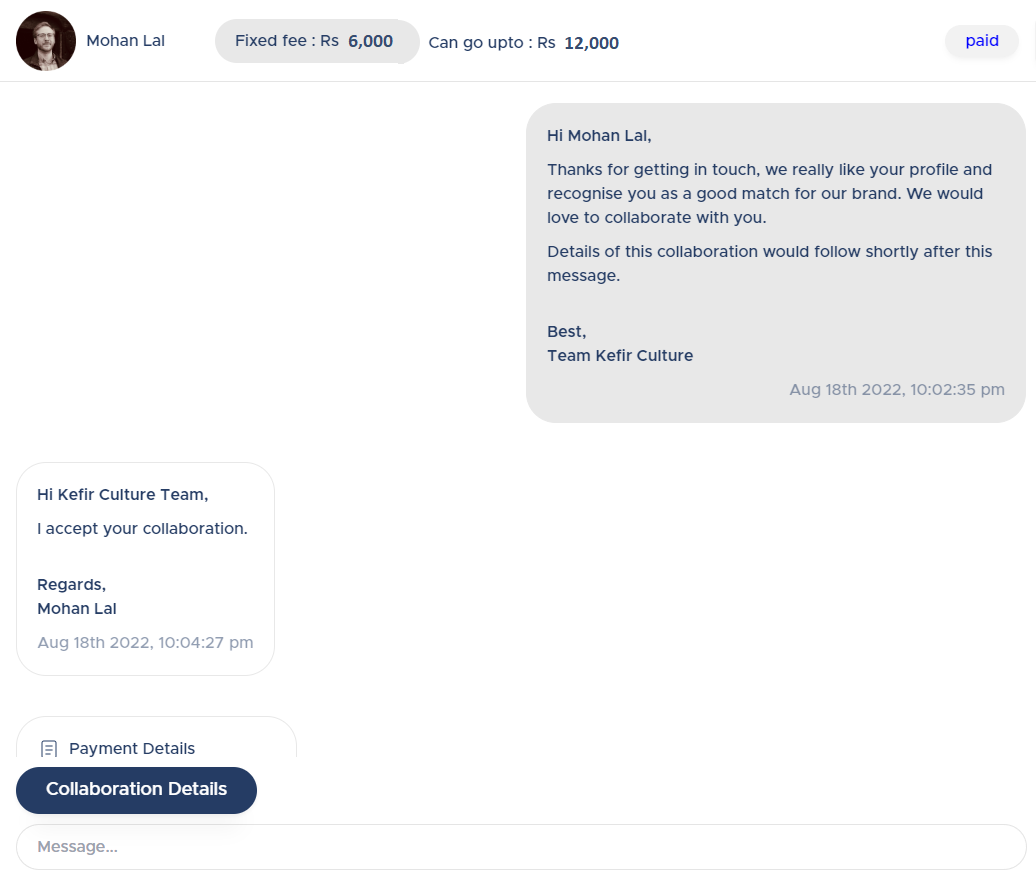 Mohan Lal
Fixed fee : Rs 6,000
Can go upto : Rs 12,000
paid
Hi Mohan Lal,
Thanks for getting in touch, we really like your profile and
recognise you as a good match for our brand. We would
love to collaborate with you.
Details of this collaboration would follow shortly after this
message.
Best,
Team Kefir Culture
Aug 18th 2022, 10:02:35 pm
Hi Kefir Culture Team,
I accept your collaboration.
Regards,
Mohan Lal
Aug 18th 2022, 10:04:27 pm
Payment Details
Collaboration Details
Message...